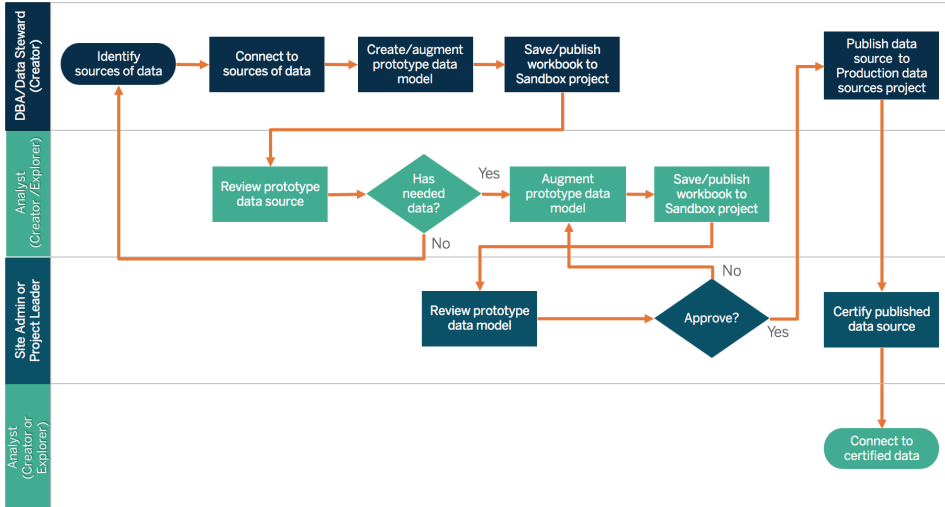 DBA/Data Steward
(Creator)
Identify
sources of data
Connect to
sources of data
Create/augment
prototype data
model
Save/publish
workbook to
Sandbox project
Publish data
source to
Production data
sources project
Analyst
(Creator /Explorer)
Review prototype
data source
Has
needed
data?
Yes
No
Augment
prototype data
model
Save/publish
workbook to
Sandbox project
Site Admin or
Project Leader
Review prototype
data model
Approve?
No
Yes
Certify published
data source
Analyst
(Creator or
Explorer)
Connect to
certified data